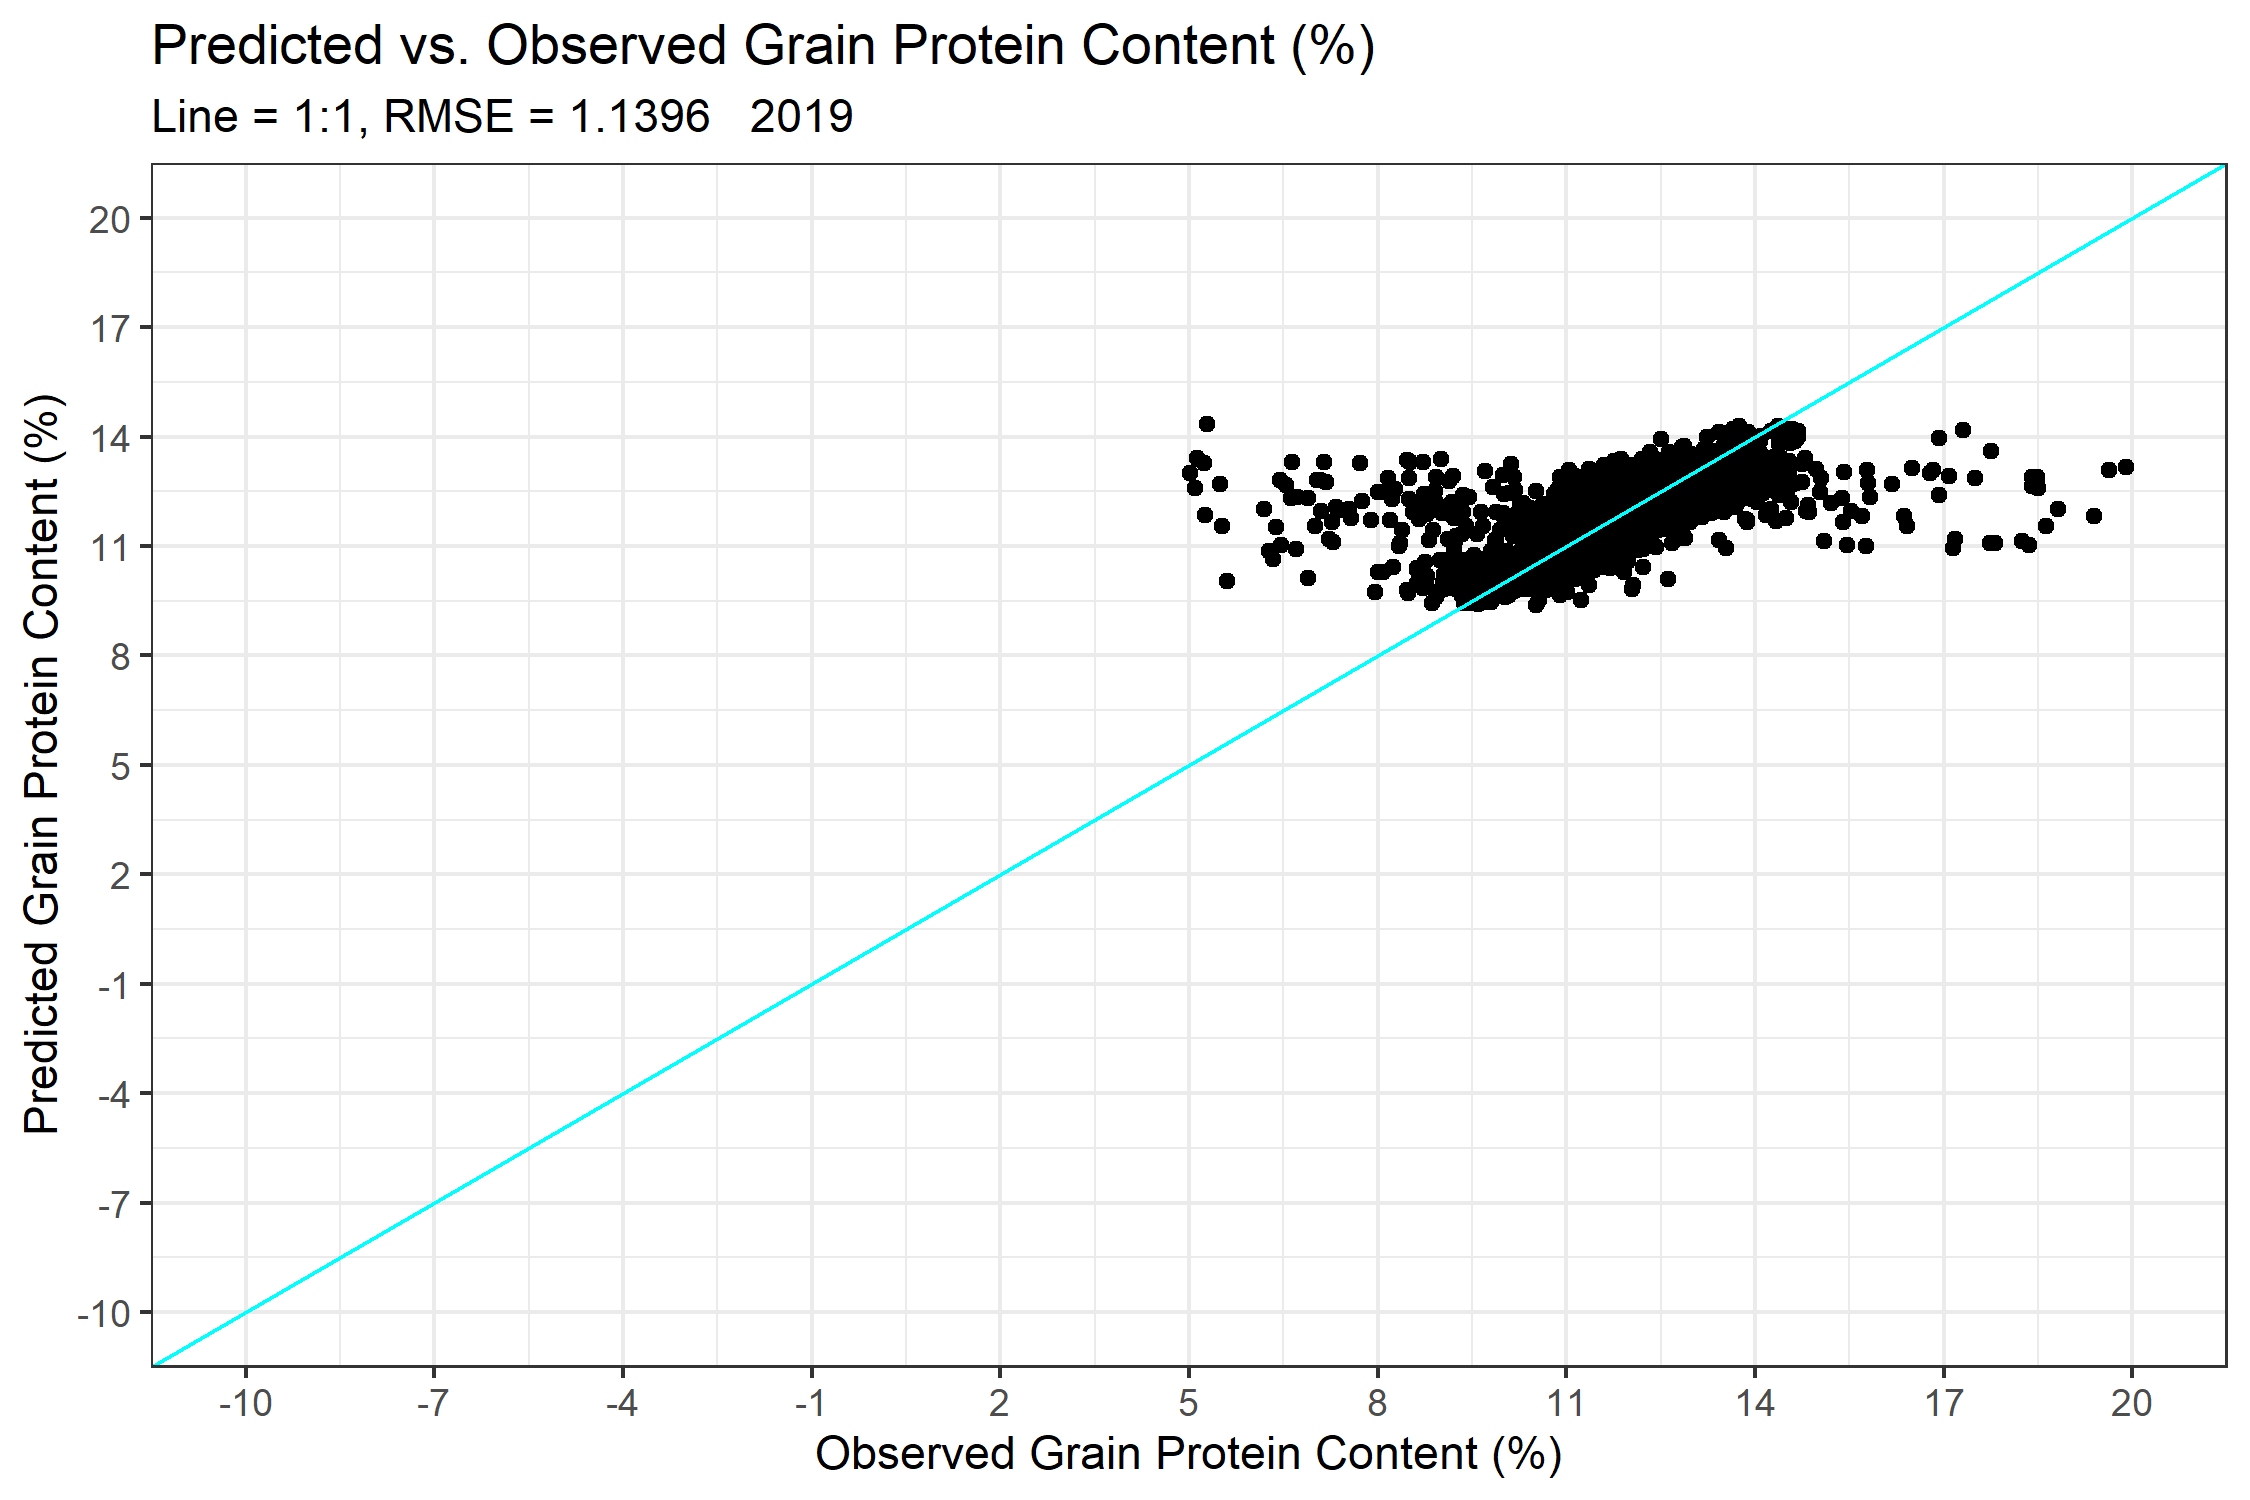 Predicted vs. Observed Grain Protein Content (%)
Line = 1:1, RMSE = 1.1396   2019
Predicted Grain Protein Content (%)
20
17
14
11
8
5
2
-1
-4
-7
-10
-10 -7 -4 -1 2 5 8 11 14 17 20
Observed Grain Protein Content (%)